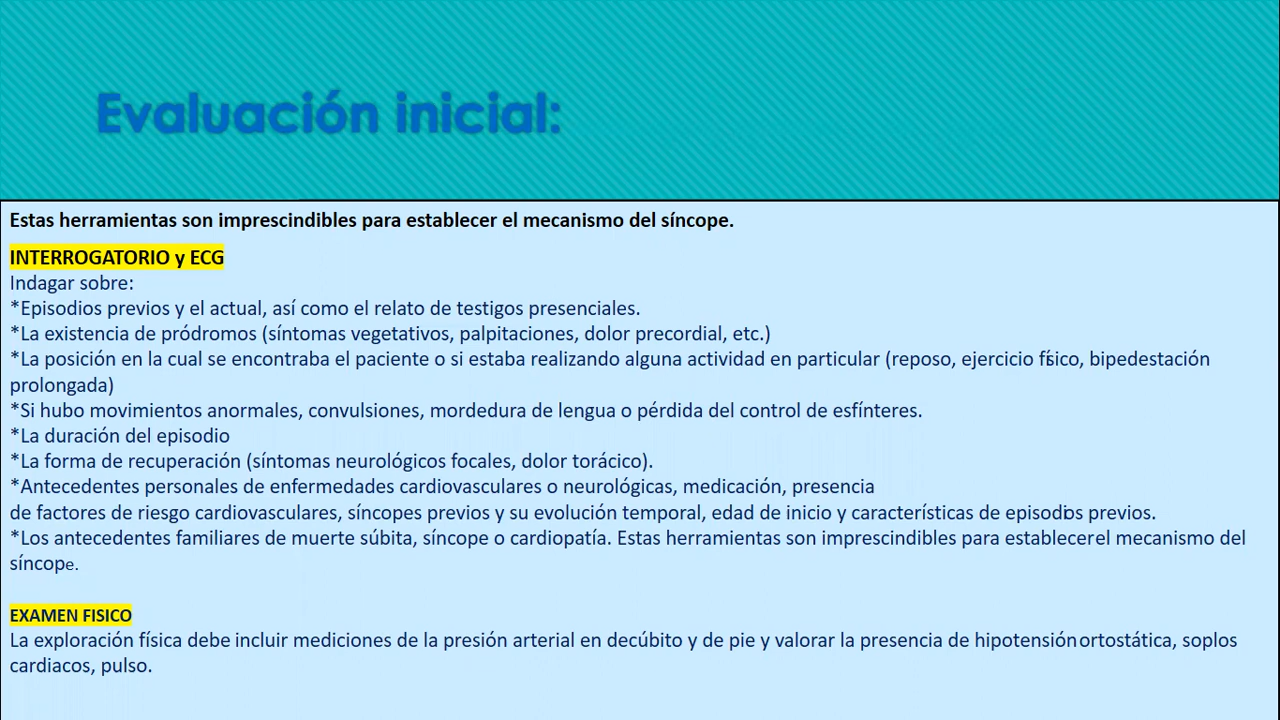 Evaluación inicial:
Estas herramientas son imprescindibles para establecer el mecanismo del síncope.
INTERROGATORIO y ECG
Indagar sobre:
*Episodios previos y el actual, así como el relato de testigos presenciales.
*La existencia de pródromos (síntomas vegetativos, palpitaciones, dolor precordial, etc.)
*La posición en la cual se encontraba el paciente o si estaba realizando alguna actividad en particular (reposo, ejercicio físico, bipedestación
prolongada)
*Si hubo movimientos anormales, convulsiones, mordedura de lengua o pérdida del control de esfínteres.
*La duración del episodio
*La forma de recuperación (síntomas neurológicos focales, dolor torácico).
*Antecedentes personales de enfermedades cardiovasculares o neurológicas, medicación, presencia
de factores de riesgo cardiovasculares, síncopes previos y su evolución temporal, edad de inicio y características de episodios previos.
*Los antecedentes familiares de muerte súbita, síncope o cardiopatía. Estas herramientas son imprescindibles para establecer el mecanismo del
síncope.
EXAMEN FISICO
La exploración física debe incluir mediciones de la presión arterial en decúbito y de pie y valorar la presencia de hipotensión ortostática, soplos
cardiacos, pulso.